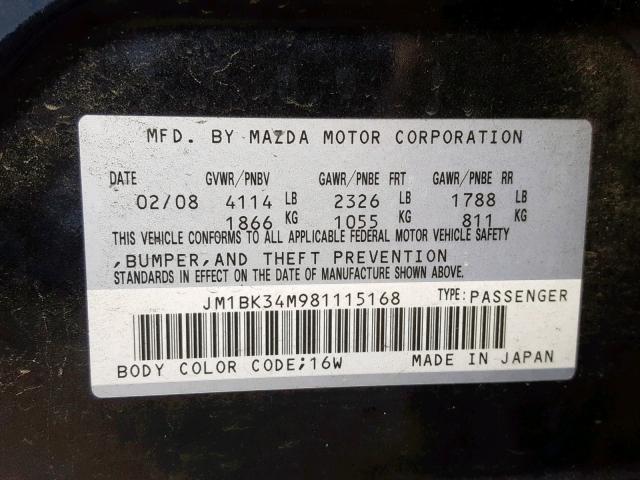 MFD. BY MAZDA MOTOR CORPORATION
DATE GVWR/PNBV GAWR/PNBE FRT GAWR/PNBE RR
02/08 4114 LB 2326 LB 1788 LB
1866 KG 1055 KG 811 KG
THIS VEHICLE CONFORMS TO ALL APPLICABLE FEDERAL MOTOR VEHICLE SAFETY
,BUMPER,AND THEFT PREVENTION
STANDARDS IN EFFECT ON THE DATE OF MANUFACTURE SHOWN ABOVE.
JM1BK34M981115168 TYPE:PASSENGER
BODY COLOR CODE;16W MADE IN JAPAN